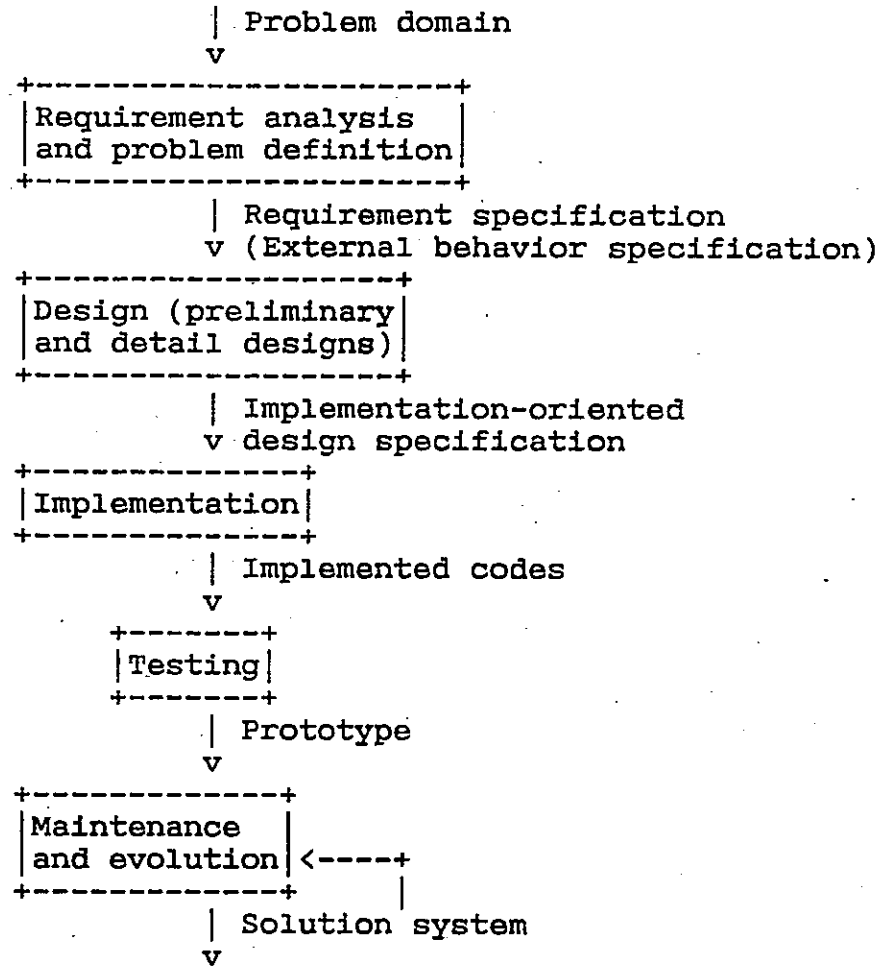 | Problem domain
v
+-----------------------+
|Requirement analysis |
|and problem definition|
+-----------------------+
| Requirement specification
v (External behavior specification)
+--------------------+
|Design (preliminary|
|and detail designs)|
+--------------------+
| Implementation-oriented
v design specification
+---------------+
|Implementation|
+---------------+
| Implemented codes
v
+--------+
|Testing|
+--------+
| Prototype
v
+--------------+
|Maintenance |
|and evolution|<----+
+--------------+ |
| Solution system
v